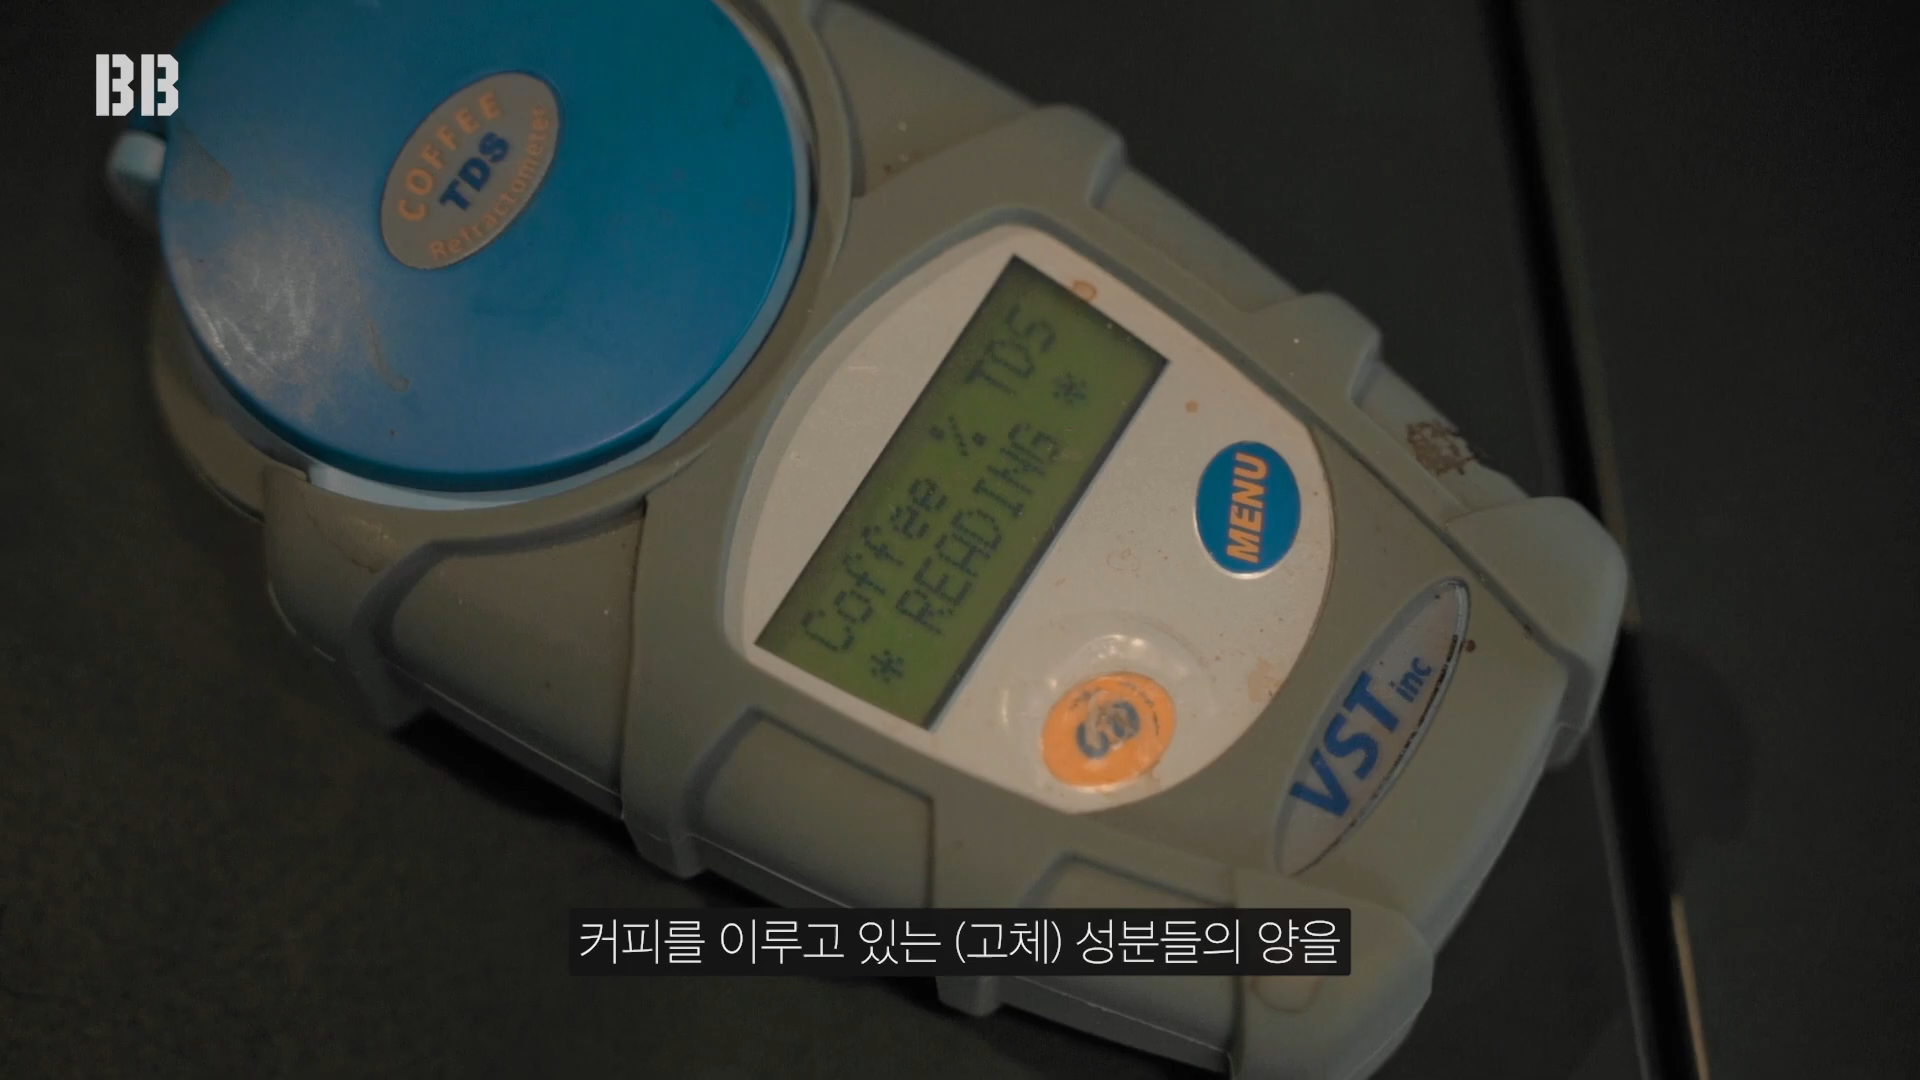 BB
COFFEE
TDS
Refractometer
Coffee % TDS
* READING *
MENU
GO
VST inc
커피를 이루고 있는 (고체) 성분들의 양을